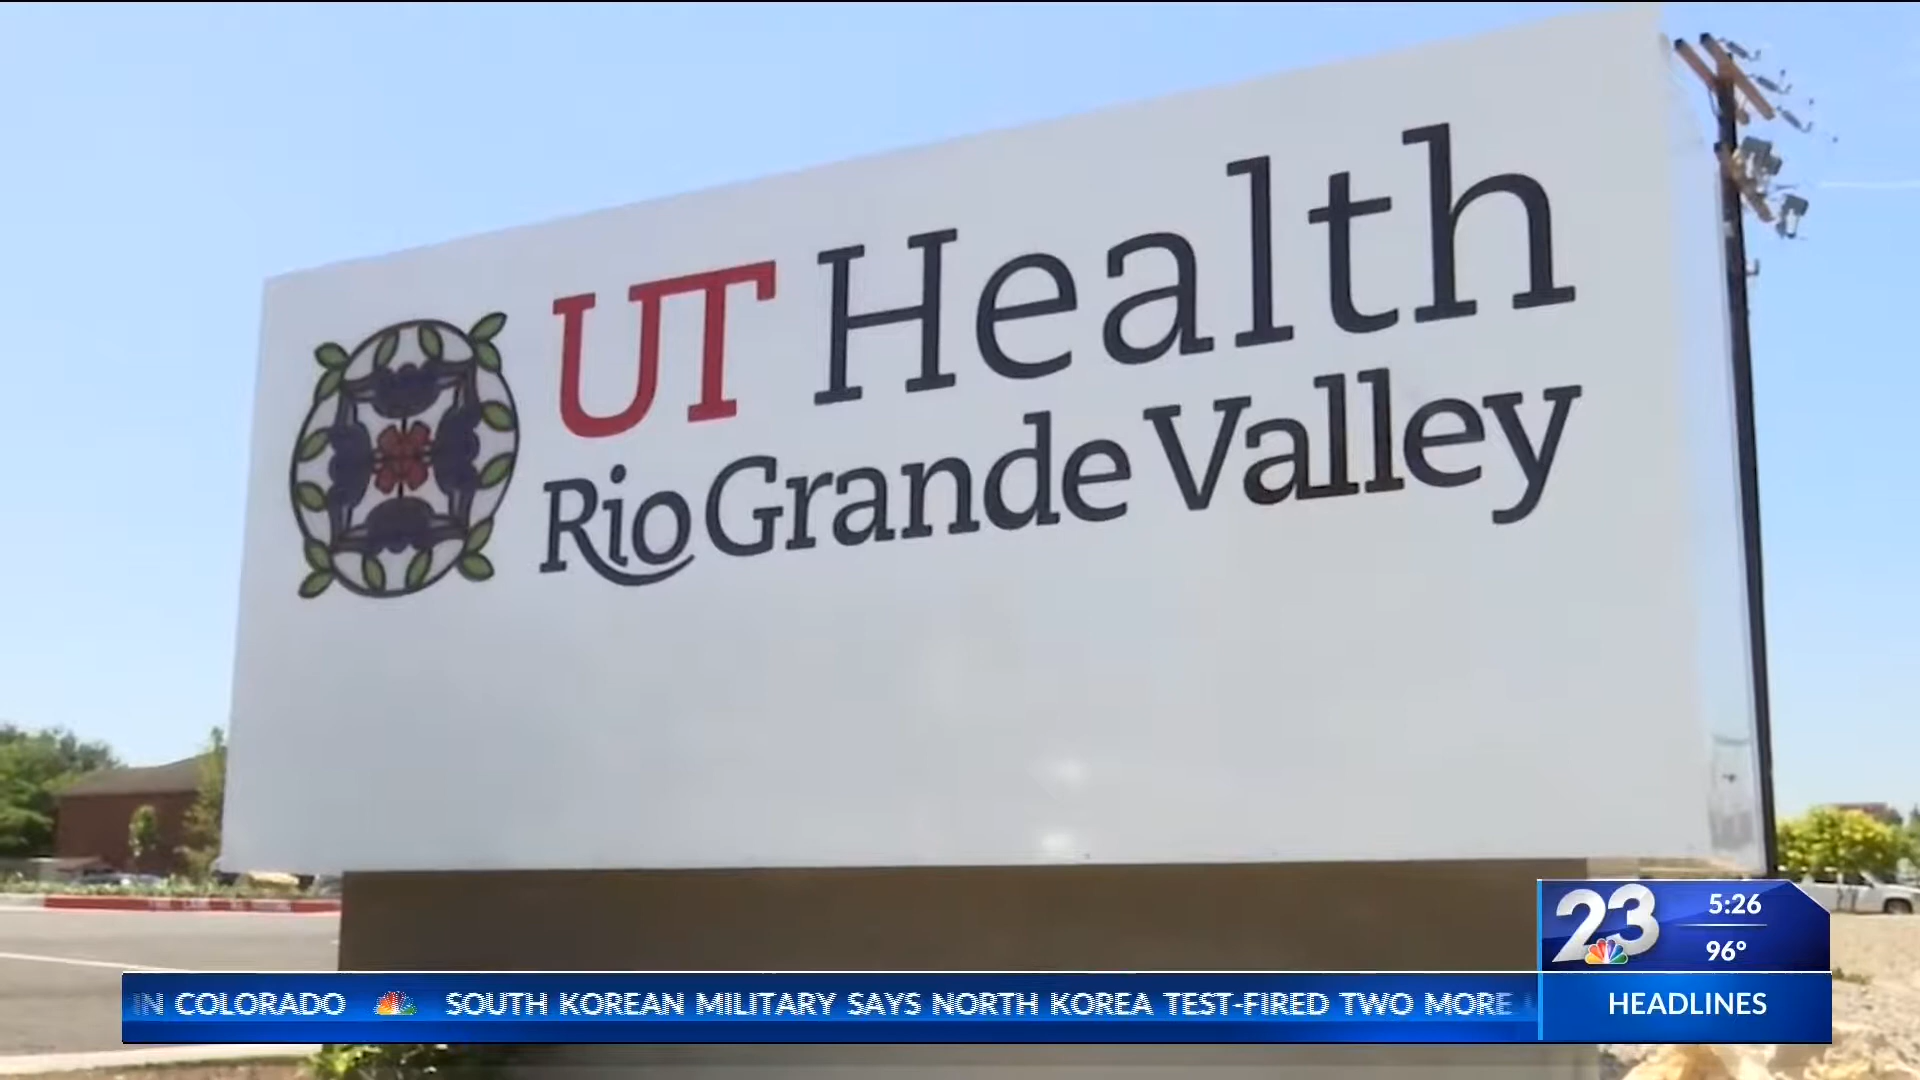 UT Health
Rio Grande Valley
23
5:26
96°
IN COLORADO SOUTH KOREAN MILITARY SAYS NORTH KOREA TEST-FIRED TWO MORE
HEADLINES